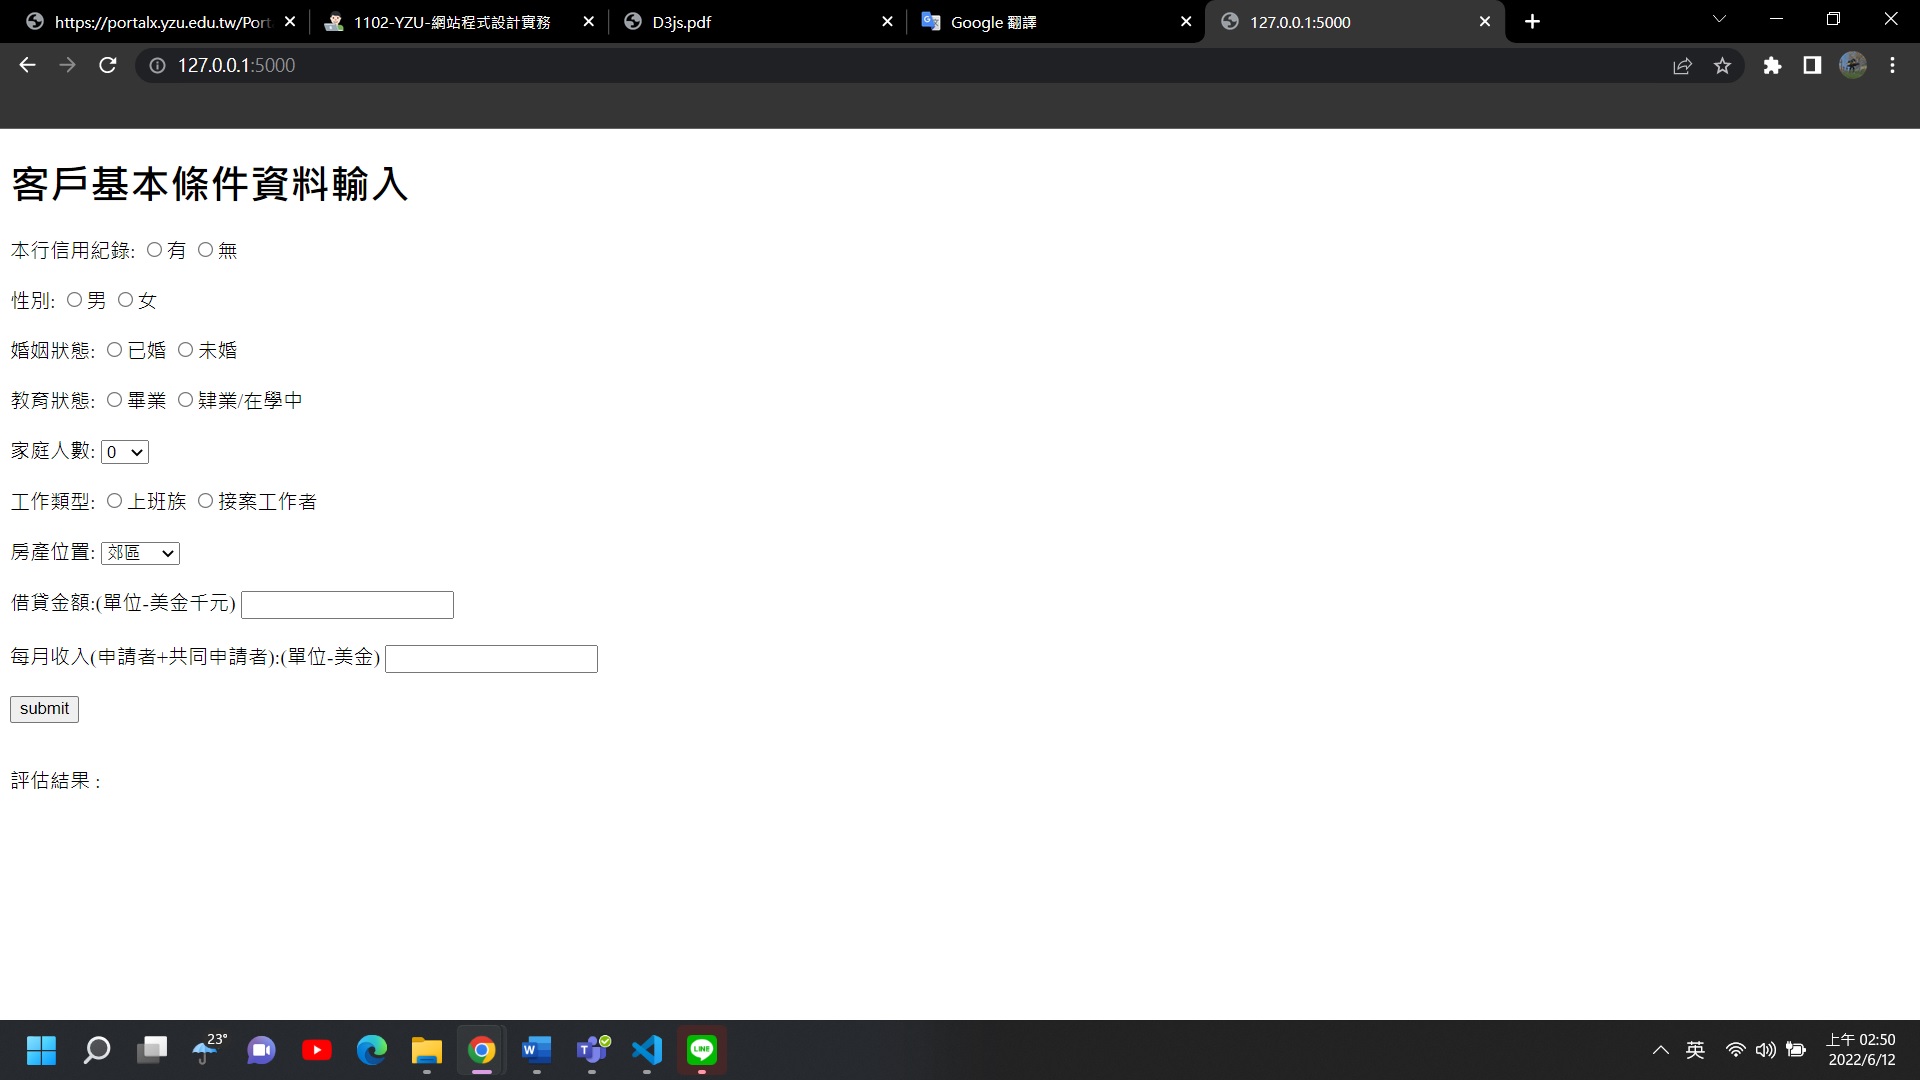 https://portalx.yzu.edu.tw/Port
1102-YZU-網站程式設計實務
D3js.pdf
Google 翻譯
127.0.0.1:5000
127.0.0.1:5000
客戶基本條件資料輸入
本行信用紀錄: 有 無
性別: 男 女
婚姻狀態: 已婚 未婚
教育狀態: 畢業 肄業/在學中
家庭人數: 0
工作類型: 上班族 接案工作者
房產位置: 郊區
借貸金額:(單位-美金千元)
每月收入(申請者+共同申請者):(單位-美金)
submit
評估結果 :
23°
LINE
英
上午 02:50
2022/6/12